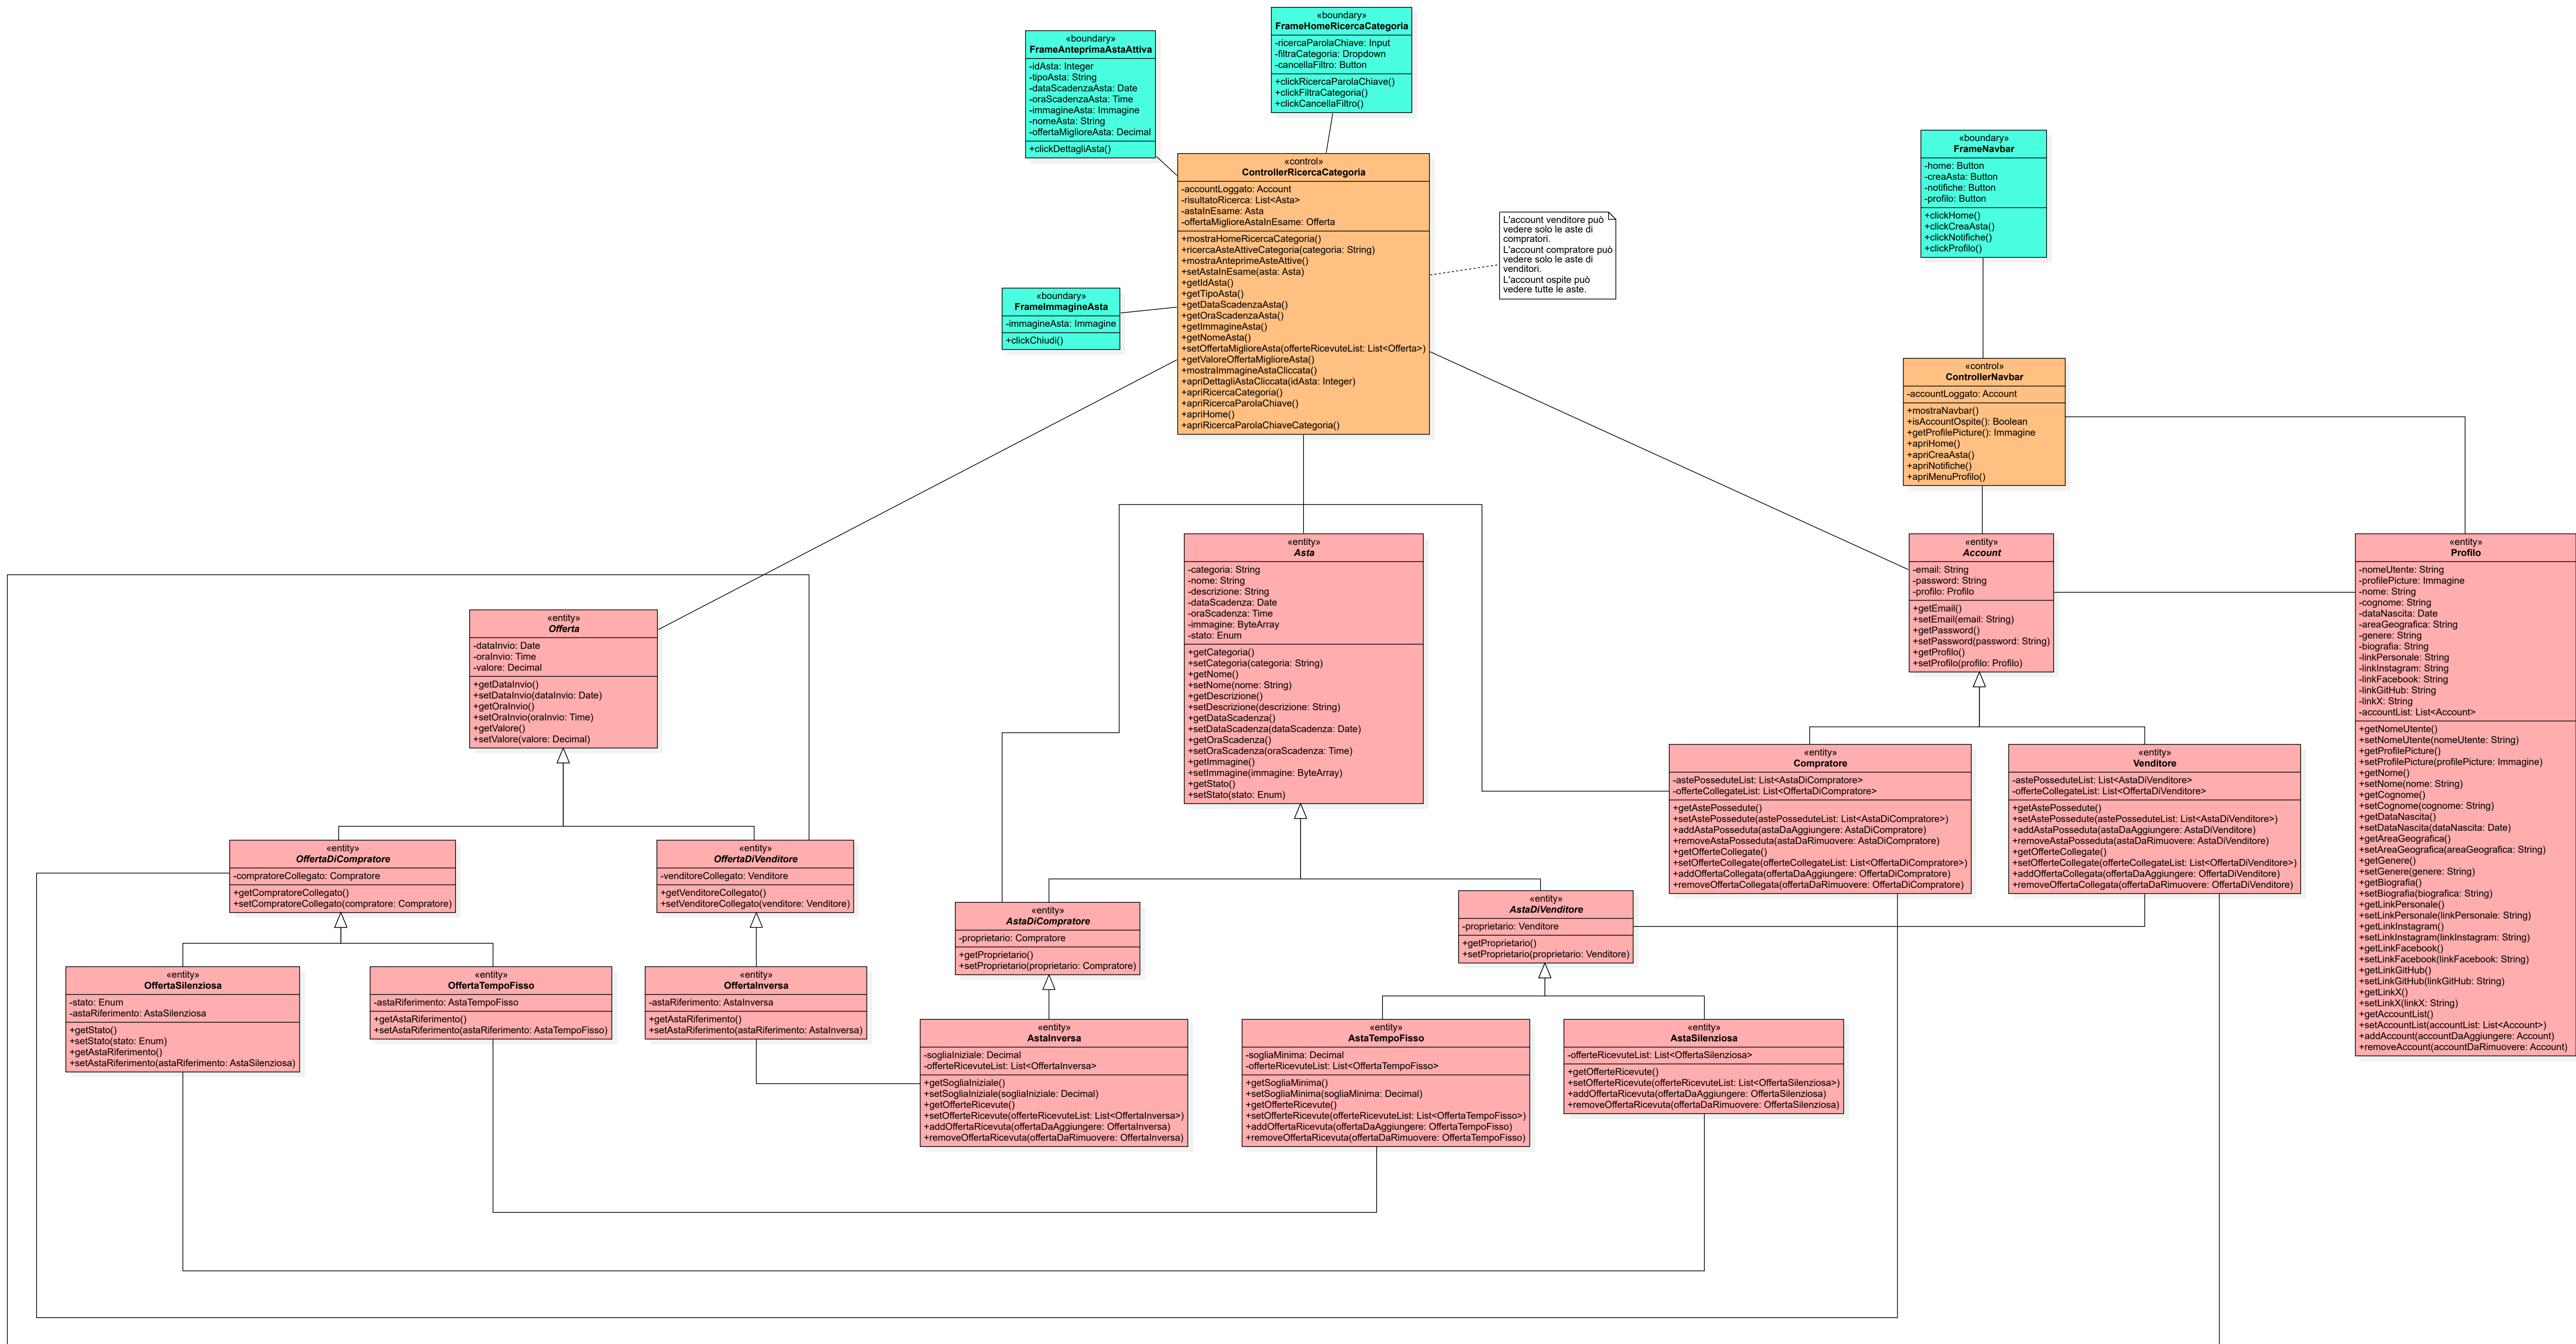 «boundary»
FrameHomeRicercaCategoria
-ricercaParolaChiave: Input
-filtraCategoria: Dropdown
-cancellaFiltro: Button
+clickRicercaParolaChiave()
+clickFiltraCategoria()
+clickCancellaFiltro()
«boundary»
FrameAnteprimaAstaAttiva
-idAsta: Integer
-tipoAsta: String
-dataScadenzaAsta: Date
-oraScadenzaAsta: Time
-immagineAsta: Immagine
-nomeAsta: String
-offertaMiglioreAsta: Decimal
+clickDettagliAsta()
«boundary»
FrameNavbar
-home: Button
-creaAsta: Button
-notifiche: Button
-profilo: Button
+clickHome()
+clickCreaAsta()
+clickNotifiche()
+clickProfilo()
«control»
ControllerRicercaCategoria
-accountLoggato: Account
-risultatoRicerca: List<Asta>
-astaInEsame: Asta
-offertaMiglioreAstaInEsame: Offerta
+mostraHomeRicercaCategoria()
+ricercaAsteAttiveCategoria(categoria: String)
+mostraAnteprimeAsteAttive()
+setAstaInEsame(asta: Asta)
+getIdAsta()
+getTipoAsta()
+getDataScadenzaAsta()
+getOraScadenzaAsta()
+getImmagineAsta()
+getNomeAsta()
+setOffertaMiglioreAsta(offerteRicevuteList: List<Offerta>)
+getValoreOffertaMiglioreAsta()
+mostraImmagineAstaCliccata()
+apriDettagliAstaCliccata(idAsta: Integer)
+apriRicercaCategoria()
+apriRicercaParolaChiave()
+apriHome()
+apriRicercaParolaChiaveCategoria()
L'account venditore può
vedere solo le aste di
compratori.
L'account compratore può
vedere solo le aste di
venditori.
L'account ospite può
vedere tutte le aste.
«boundary»
FrameImmagineAsta
-immagineAsta: Immagine
+clickChiudi()
«control»
ControllerNavbar
-accountLoggato: Account
+mostraNavbar()
+isAccountOspite(): Boolean
+getProfilePicture(): Immagine
+apriHome()
+apriCreaAsta()
+apriNotifiche()
+apriMenuProfilo()
«entity»
Asta
-categoria: String
-nome: String
-descrizione: String
-dataScadenza: Date
-oraScadenza: Time
-immagine: ByteArray
-stato: Enum
+getCategoria()
+setCategoria(categoria: String)
+getNome()
+setNome(nome: String)
+getDescrizione()
+setDescrizione(descrizione: String)
+getDataScadenza()
+setDataScadenza(dataScadenza: Date)
+getOraScadenza()
+setOraScadenza(oraScadenza: Time)
+getImmagine()
+setImmagine(immagine: ByteArray)
+getStato()
+setStato(stato: Enum)
«entity»
Account
-email: String
-password: String
-profilo: Profilo
+getEmail()
+setEmail(email: String)
+getPassword()
+setPassword(password: String)
+getProfilo()
+setProfilo(profilo: Profilo)
«entity»
Profilo
-nomeUtente: String
-profilePicture: Immagine
-nome: String
-cognome: String
-dataNascita: Date
-areaGeografica: String
-genere: String
-biografia: String
-linkPersonale: String
-linkInstagram: String
-linkFacebook: String
-linkGitHub: String
-linkX: String
-accountList: List<Account>
+getNomeUtente()
+setNomeUtente(nomeUtente: String)
+getProfilePicture()
+setProfilePicture(profilePicture: Immagine)
+getNome()
+setNome(nome: String)
+getCognome()
+setCognome(cognome: String)
+getDataNascita()
+setDataNascita(dataNascita: Date)
+getAreaGeografica()
+setAreaGeografica(areaGeografica: String)
+getGenere()
+setGenere(genere: String)
+getBiografia()
+setBiografia(biografica: String)
+getLinkPersonale()
+setLinkPersonale(linkPersonale: String)
+getLinkInstagram()
+setLinkInstagram(linkInstagram: String)
+getLinkFacebook()
+setLinkFacebook(linkFacebook: String)
+getLinkGitHub()
+setLinkGitHub(linkGitHub: String)
+getLinkX()
+setLinkX(linkX: String)
+getAccountList()
+setAccountList(accountList: List<Account>)
+addAccount(accountDaAggiungere: Account)
+removeAccount(accountDaRimuovere: Account)
«entity»
Offerta
-dataInvio: Date
-oraInvio: Time
-valore: Decimal
+getDataInvio()
+setDataInvio(dataInvio: Date)
+getOraInvio()
+setOraInvio(oraInvio: Time)
+getValore()
+setValore(valore: Decimal)
«entity»
Compratore
-astePosseduteList: List<AstaDiCompratore>
-offerteCollegateList: List<OffertaDiCompratore>
+getAstePossedute()
+setAstePossedute(astePosseduteList: List<AstaDiCompratore>)
+addAstaPosseduta(astaDaAggiungere: AstaDiCompratore)
+removeAstaPosseduta(astaDaRimuovere: AstaDiCompratore)
+getOfferteCollegate()
+setOfferteCollegate(offerteCollegateList: List<OffertaDiCompratore>)
+addOffertaCollegata(offertaDaAggiungere: OffertaDiCompratore)
+removeOffertaCollegata(offertaDaRimuovere: OffertaDiCompratore)
«entity»
Venditore
-astePosseduteList: List<AstaDiVenditore>
-offerteCollegateList: List<OffertaDiVenditore>
+getAstePossedute()
+setAstePossedute(astePosseduteList: List<AstaDiVenditore>)
+addAstaPosseduta(astaDaAggiungere: AstaDiVenditore)
+removeAstaPosseduta(astaDaRimuovere: AstaDiVenditore)
+getOfferteCollegate()
+setOfferteCollegate(offerteCollegateList: List<OffertaDiVenditore>)
+addOffertaCollegata(offertaDaAggiungere: OffertaDiVenditore)
+removeOffertaCollegata(offertaDaRimuovere: OffertaDiVenditore)
«entity»
OffertaDiCompratore
-compratoreCollegato: Compratore
+getCompratoreCollegato()
+setCompratoreCollegato(compratore: Compratore)
«entity»
OffertaDiVenditore
-venditoreCollegato: Venditore
+getVenditoreCollegato()
+setVenditoreCollegato(venditore: Venditore)
«entity»
AstaDiCompratore
-proprietario: Compratore
+getProprietario()
+setProprietario(proprietario: Compratore)
«entity»
AstaDiVenditore
-proprietario: Venditore
+getProprietario()
+setProprietario(proprietario: Venditore)
«entity»
OffertaSilenziosa
-stato: Enum
-astaRiferimento: AstaSilenziosa
+getStato()
+setStato(stato: Enum)
+getAstaRiferimento()
+setAstaRiferimento(astaRiferimento: AstaSilenziosa)
«entity»
OffertaTempoFisso
-astaRiferimento: AstaTempoFisso
+getAstaRiferimento()
+setAstaRiferimento(astaRiferimento: AstaTempoFisso)
«entity»
OffertaInversa
-astaRiferimento: AstaInversa
+getAstaRiferimento()
+setAstaRiferimento(astaRiferimento: AstaInversa)
«entity»
AstaInversa
-sogliaIniziale: Decimal
-offerteRicevuteList: List<OffertaInversa>
+getSogliaIniziale()
+setSogliaIniziale(sogliaIniziale: Decimal)
+getOfferteRicevute()
+setOfferteRicevute(offerteRicevuteList: List<OffertaInversa>)
+addOffertaRicevuta(offertaDaAggiungere: OffertaInversa)
+removeOffertaRicevuta(offertaDaRimuovere: OffertaInversa)
«entity»
AstaTempoFisso
-sogliaMinima: Decimal
-offerteRicevuteList: List<OffertaTempoFisso>
+getSogliaMinima()
+setSogliaMinima(sogliaMinima: Decimal)
+getOfferteRicevute()
+setOfferteRicevute(offerteRicevuteList: List<OffertaTempoFisso>)
+addOffertaRicevuta(offertaDaAggiungere: OffertaTempoFisso)
+removeOffertaRicevuta(offertaDaRimuovere: OffertaTempoFisso)
«entity»
AstaSilenziosa
-offerteRicevuteList: List<OffertaSilenziosa>
+getOfferteRicevute()
+setOfferteRicevute(offerteRicevuteList: List<OffertaSilenziosa>)
+addOffertaRicevuta(offertaDaAggiungere: OffertaSilenziosa)
+removeOffertaRicevuta(offertaDaRimuovere: OffertaSilenziosa)